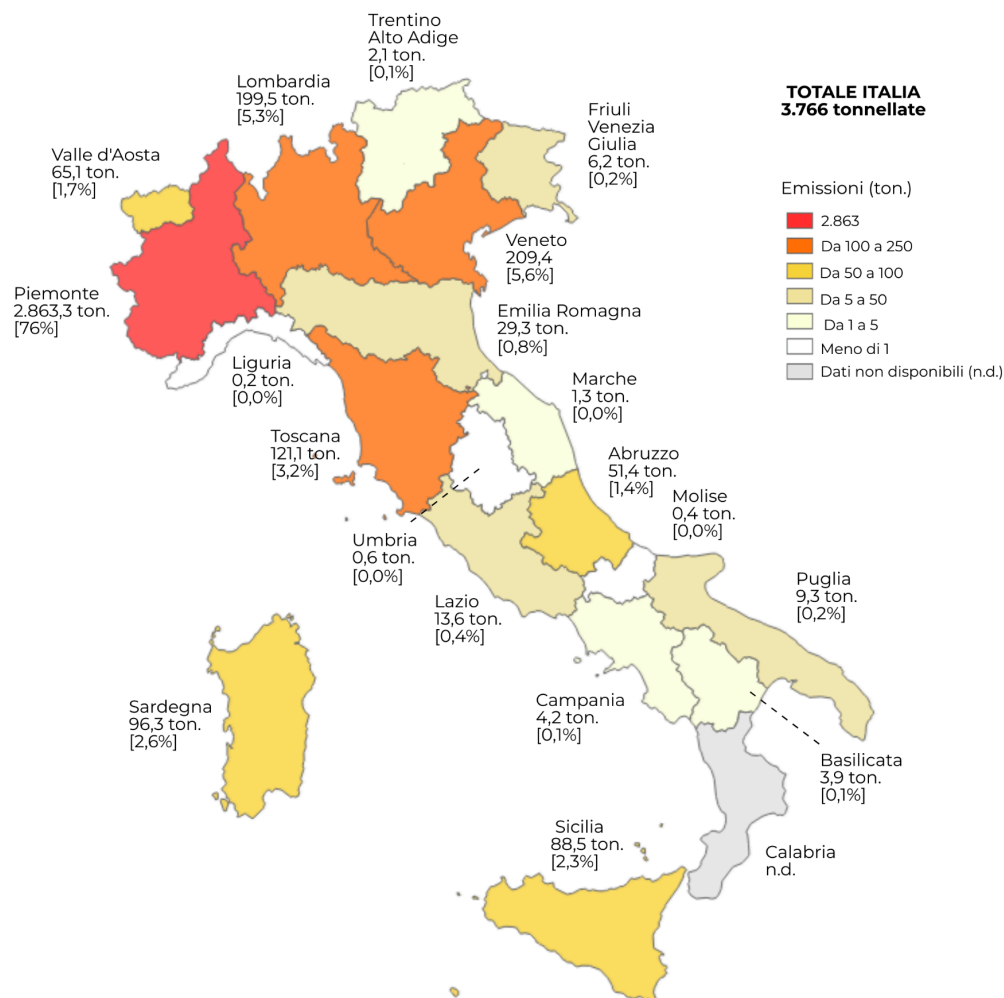 Trentino
Alto Adige
2,1 ton.
[0,1%]
Lombardia
199,5 ton.
[5,3%]
TOTALE ITALIA
3.766 tonnellate
Friuli
Venezia
Giulia
6,2 ton.
[0,2%]
Valle d'Aosta
65,1 ton.
[1,7%]
Emissioni (ton.)
2.863
Da 100 a 250
Da 50 a 100
Da 5 a 50
Da 1 a 5
Meno di 1
Dati non disponibili (n.d.)
Veneto
209,4
[5,6%]
Piemonte
2.863,3 ton.
[76%]
Emilia Romagna
29,3 ton.
[0,8%]
Liguria
0,2 ton.
[0,0%]
Marche
1,3 ton.
[0,0%]
Toscana
121,1 ton.
[3,2%]
Abruzzo
51,4 ton.
[1,4%]
Molise
0,4 ton.
[0,0%]
Umbria
0,6 ton.
[0,0%]
Puglia
9,3 ton.
[0,2%]
Lazio
13,6 ton.
[0,4%]
Sardegna
96,3 ton.
[2,6%]
Campania
4,2 ton.
[0,1%]
Basilicata
3,9 ton.
[0,1%]
Sicilia
88,5 ton.
[2,3%]
Calabria
n.d.